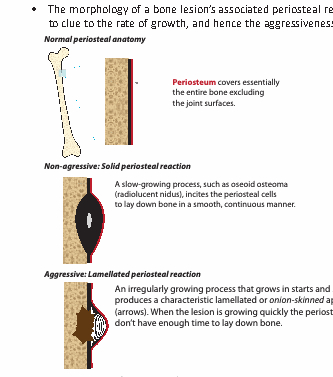 • The morphology of a bone lesion's associated periosteal re
to clue to the rate of growth, and hence the aggressiveness
Normal periosteal anatomy
Periosteum covers essentially
the entire bone excluding
the joint surfaces.
Non-agressive: Solid periosteal reaction
A slow-growing process, such as oseoid osteoma
(radiolucent nidus), incites the periosteal cells
to lay down bone in a smooth, continuous manner.
Aggressive: Lamellated periosteal reaction
An irregularly growing process that grows in starts and
produces a characteristic lamellated or onion-skinned a
(arrows). When the lesion is growing quickly the periost
don't have enough time to lay down bone.